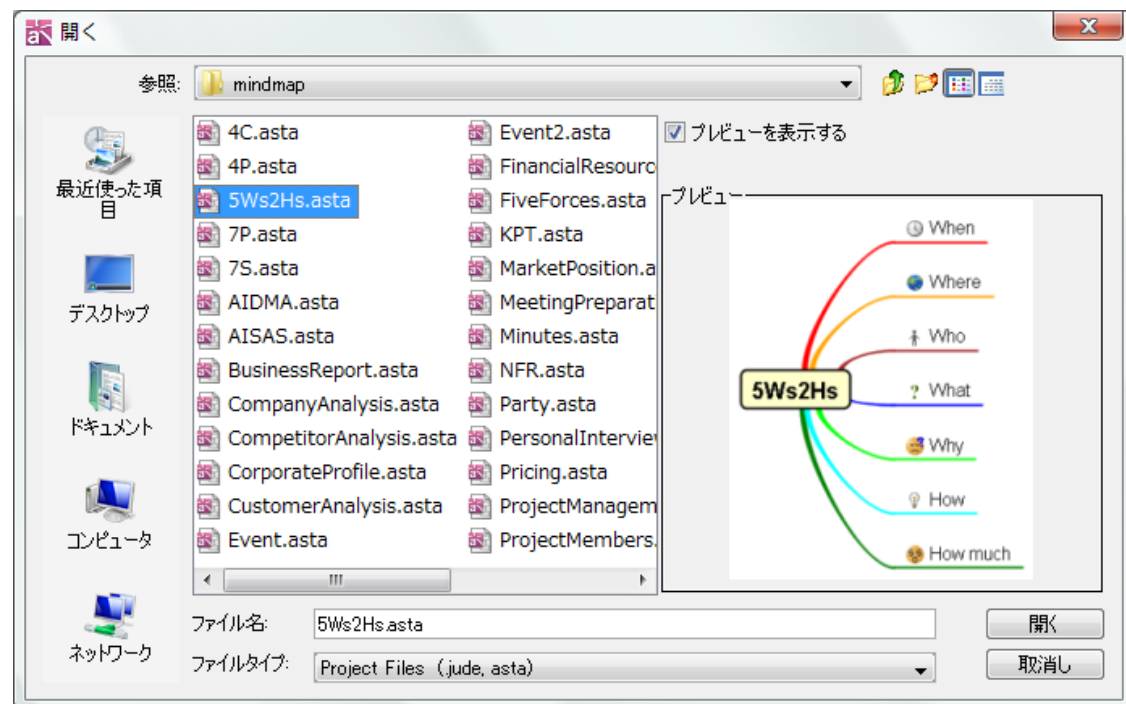 開く
参照:
mindmap
最近使った項
目
デスクトップ
ドキュメント
コンピュータ
ネットワーク
4C.asta
4P.asta
5Ws2Hs.asta
7P.asta
7S.asta
AIDMA.asta
AISAS.asta
BusinessReport.asta
CompanyAnalysis.asta
CompetitorAnalysis.asta
CorporateProfile.asta
CustomerAnalysis.asta
Event.asta
Event2.asta
FinancialResourc
FiveForces.asta
KPT.asta
MarketPosition.a
MeetingPreparat
Minutes.asta
NFR.asta
Party.asta
PersonalIntervie
Pricing.asta
ProjectManagem
ProjectMembers.
プレビューを表示する
プレビュー
5Ws2Hs
When
Where
Who
What
Why
How
How much
ファイル名:
5Ws2Hs.asta
開く
ファイルタイプ:
Project Files (.jude, asta)
取消し